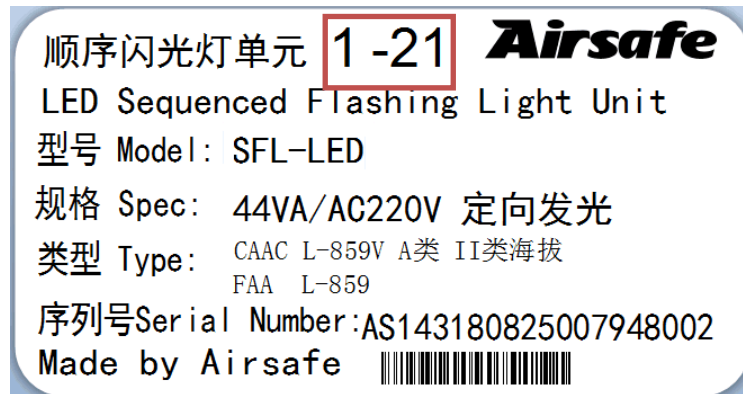 顺序闪光灯单元 1-21 Airsafe
LED Sequenced Flashing Light Unit
型号 Model: SFL-LED
规格 Spec: 44VA/AC220V 定向发光
类型 Type: CAAC L-859V A类 II类海拔
FAA L-859
序列号Serial Number:AS143180825007948002
Made by Airsafe